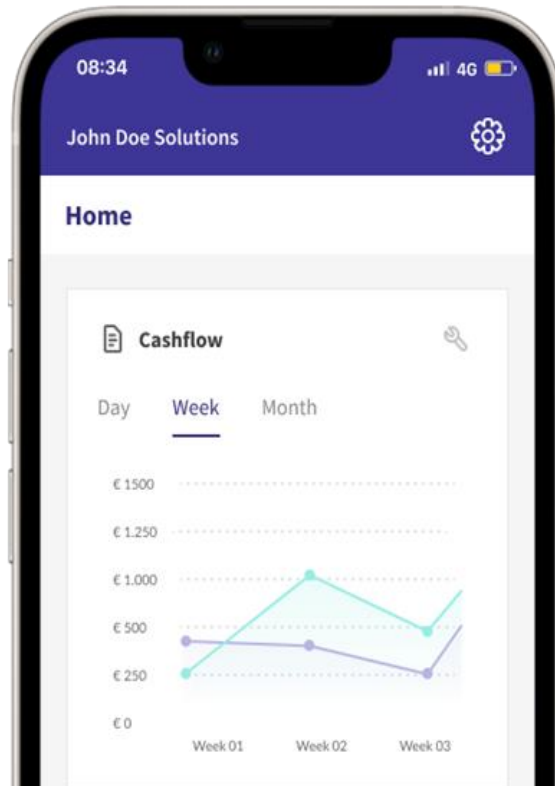 08:34 4G
John Doe Solutions
Home
Cashflow
Day Week Month
€ 1500
€ 1.250
€ 1.000
€ 500
€ 250
€ 0
Week 01 Week 02 Week 03